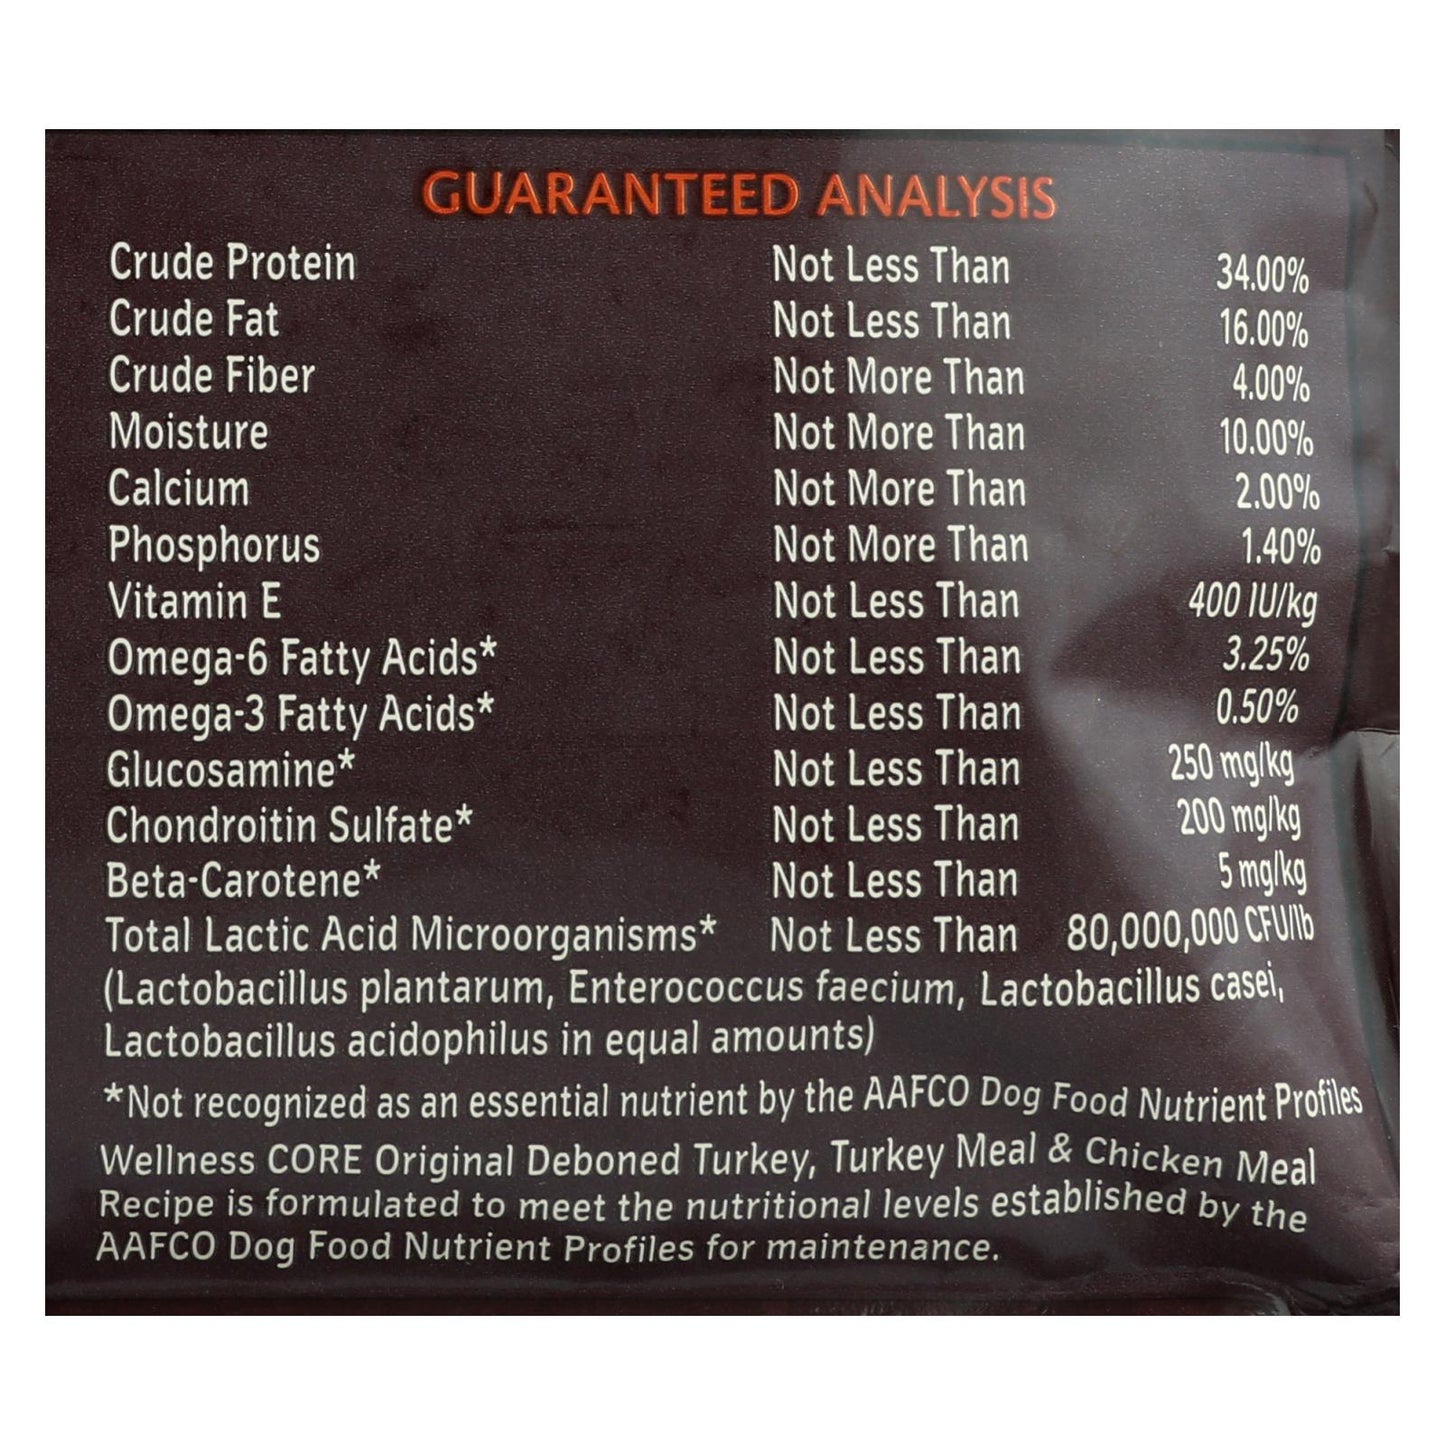 GUARANTEED ANALYSIS
Crude Protein Not Less Than 34.00%
Crude Fat Not Less Than 16.00%
Crude Fiber Not More Than 4.00%
Moisture Not More Than 10.00%
Calcium Not More Than 2.00%
Phosphorus Not More Than 1.40%
Vitamin E Not Less Than 400 IU/kg
Omega-6 Fatty Acids* Not Less Than 3.25%
Omega-3 Fatty Acids* Not Less Than 0.50%
Glucosamine* Not Less Than 250 mg/kg
Chondroitin Sulfate* Not Less Than 200 mg/kg
Beta-Carotene* Not Less Than 5 mg/kg
Total Lactic Acid Microorganisms* Not Less Than 80,000,000 CFU/lb
(Lactobacillus plantarum, Enterococcus faecium, Lactobacillus casei,
Lactobacillus acidophilus in equal amounts)
*Not recognized as an essential nutrient by the AAFCO Dog Food Nutrient Profiles
Wellness CORE Original Deboned Turkey, Turkey Meal & Chicken Meal
Recipe is formulated to meet the nutritional levels established by the
AAFCO Dog Food Nutrient Profiles for maintenance.